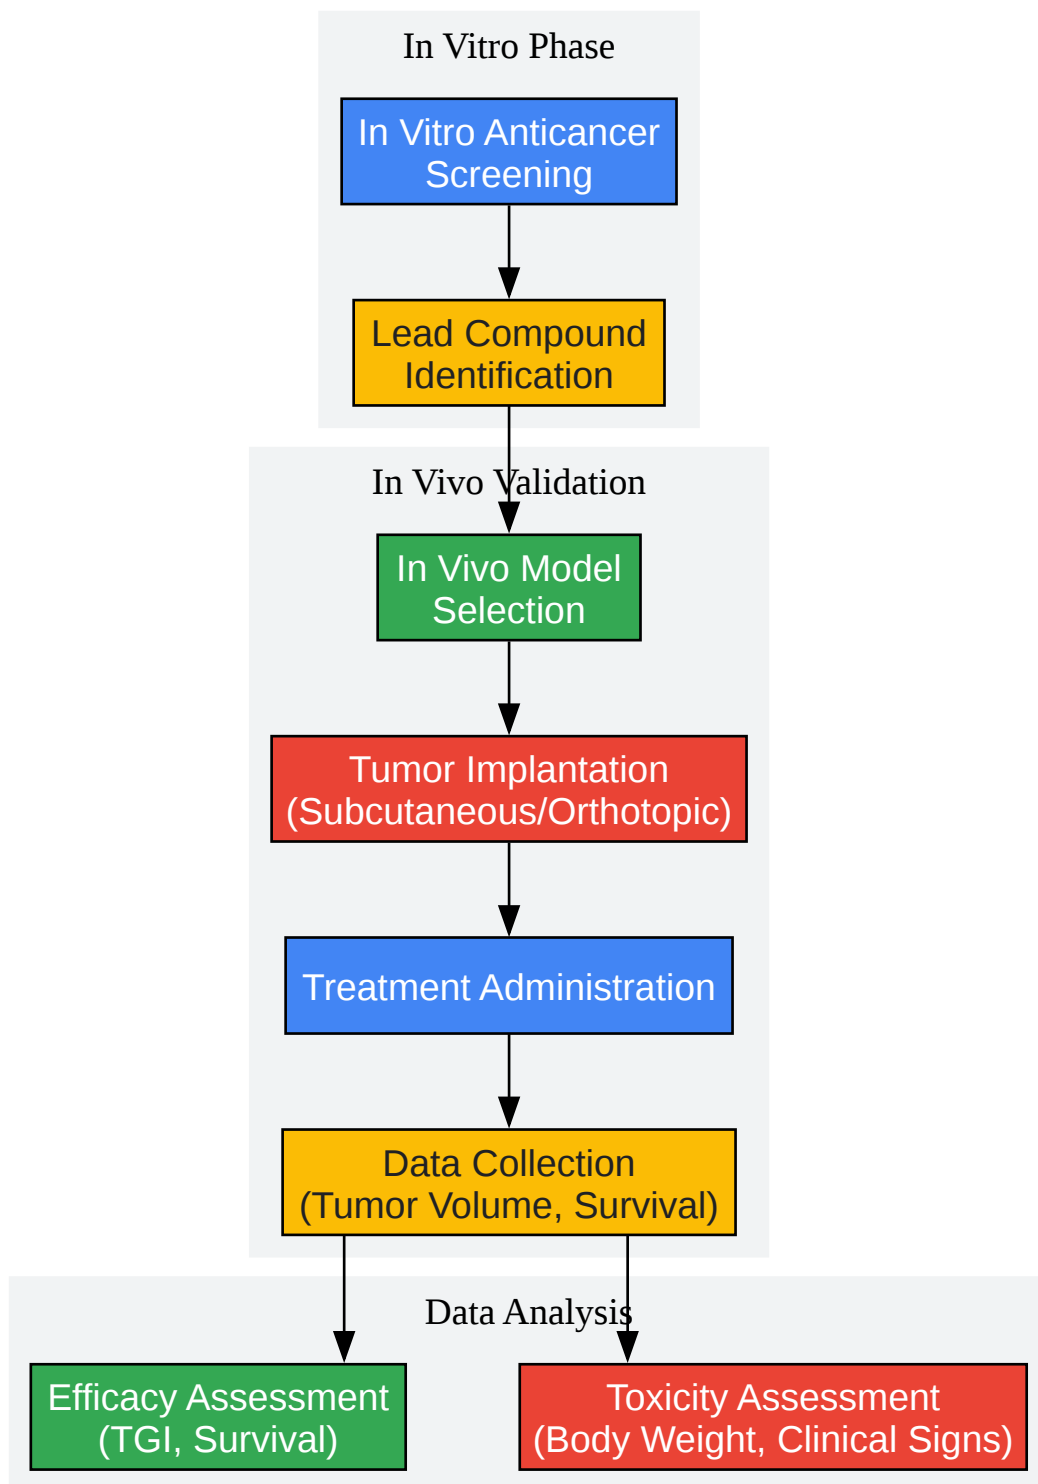 In Vitro Phase
In Vitro Anticancer
Screening
Lead Compound
Identification
In Vivo Validation
In Vivo Model
Selection
Tumor Implantation
(Subcutaneous/Orthotopic)
Treatment Administration
Data Collection
(Tumor Volume, Survival)
Data Analysis
Efficacy Assessment
(TGI, Survival)
Toxicity Assessment
(Body Weight, Clinical Signs)